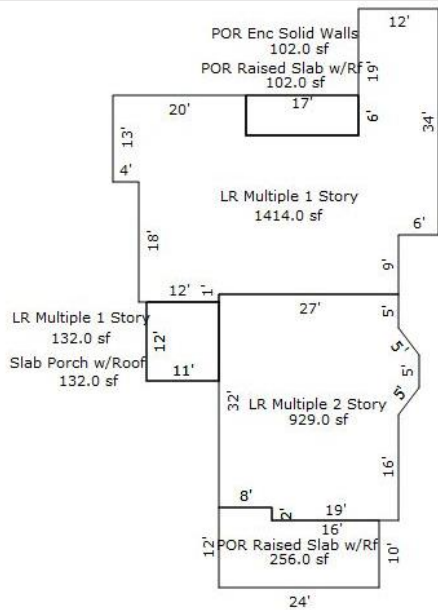 12'
POR Enc Solid Walls
102.0 sf
POR Raised Slab w/Rf
102.0 sf
19'
20'
17'
6'
34'
13'
4'
LR Multiple 1 Story
1414.0 sf
6'
18'
9'
12'
1'
27'
5'
LR Multiple 1 Story
132.0 sf
12'
Slab Porch w/Roof
132.0 sf
11'
5'
5'
5'
32'
LR Multiple 2 Story
929.0 sf
16'
8'
2'
19'
16'
12'
POR Raised Slab w/Rf
256.0 sf
10'
24'